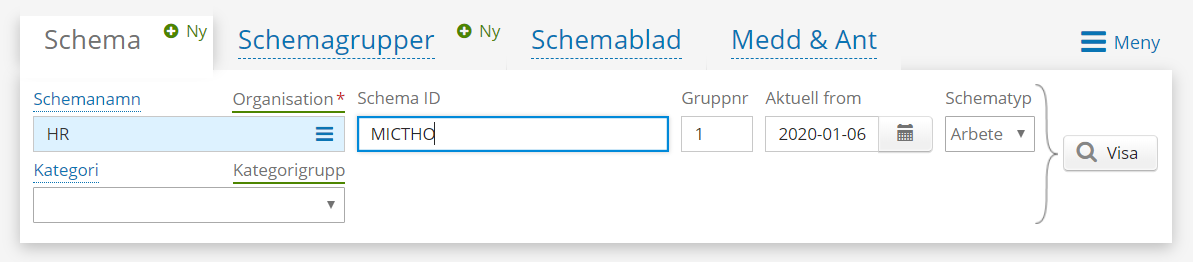 Schema Ny Schemagrupper Ny Schemablad Medd & Ant Meny
Schemanamn Organisation* Schema ID Gruppnr Aktuell from Schematyp
HR MICTHO 1 2020-01-06 Arbete Visa
Kategori Kategorigrupp